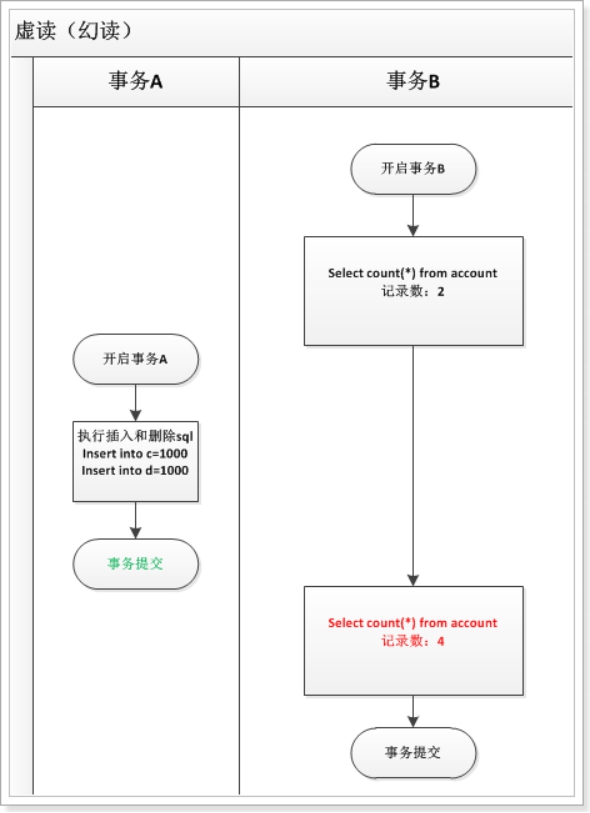 虚读（幻读）
事务A
事务B
开启事务B
Select count(*) from account
记录数：2
开启事务A
执行插入和删除sql
Insert into c=1000
Insert into d=1000
事务提交
Select count(*) from account
记录数：4
事务提交